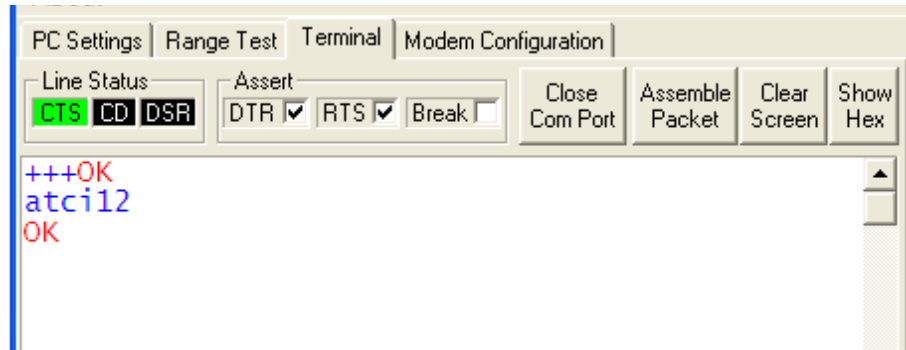 PC Settings Range Test Terminal Modem Configuration
Line Status Assert
CTS CD DSR DTR RTS Break Close Com Port Assemble Packet Clear Screen Show Hex
+++OK
atci12
OK